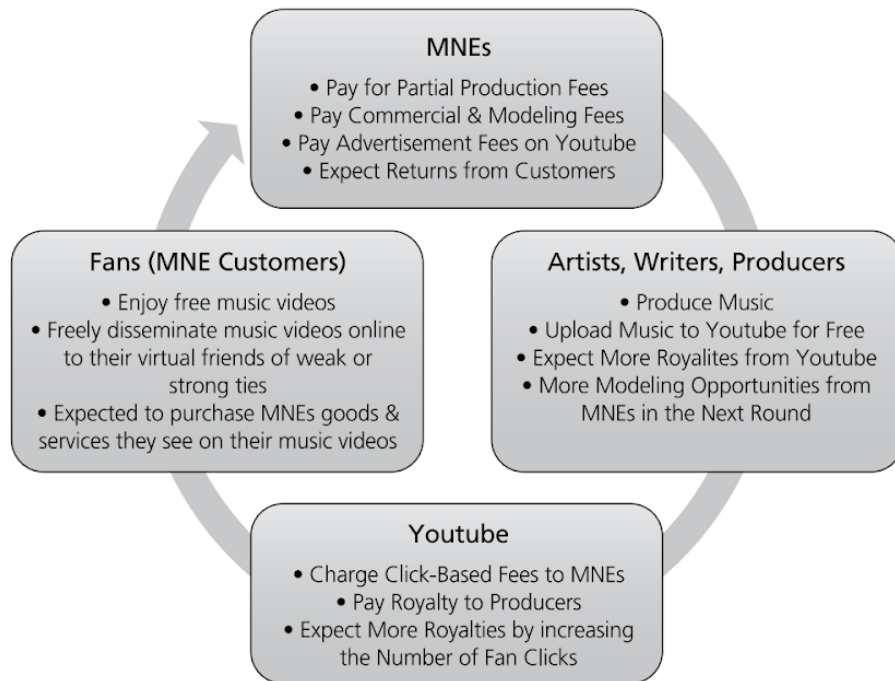 MNEs
• Pay for Partial Production Fees
• Pay Commercial & Modeling Fees
• Pay Advertisement Fees on Youtube
• Expect Returns from Customers
Fans (MNE Customers)
• Enjoy free music videos
• Freely disseminate music videos online
to their virtual friends of weak or
strong ties
• Expected to purchase MNEs goods &
services they see on their music videos
Artists, Writers, Producers
• Produce Music
• Upload Music to Youtube for Free
• Expect More Royalites from Youtube
• More Modeling Opportunities from
MNEs in the Next Round
Youtube
• Charge Click-Based Fees to MNEs
• Pay Royalty to Producers
• Expect More Royalties by increasing
the Number of Fan Clicks